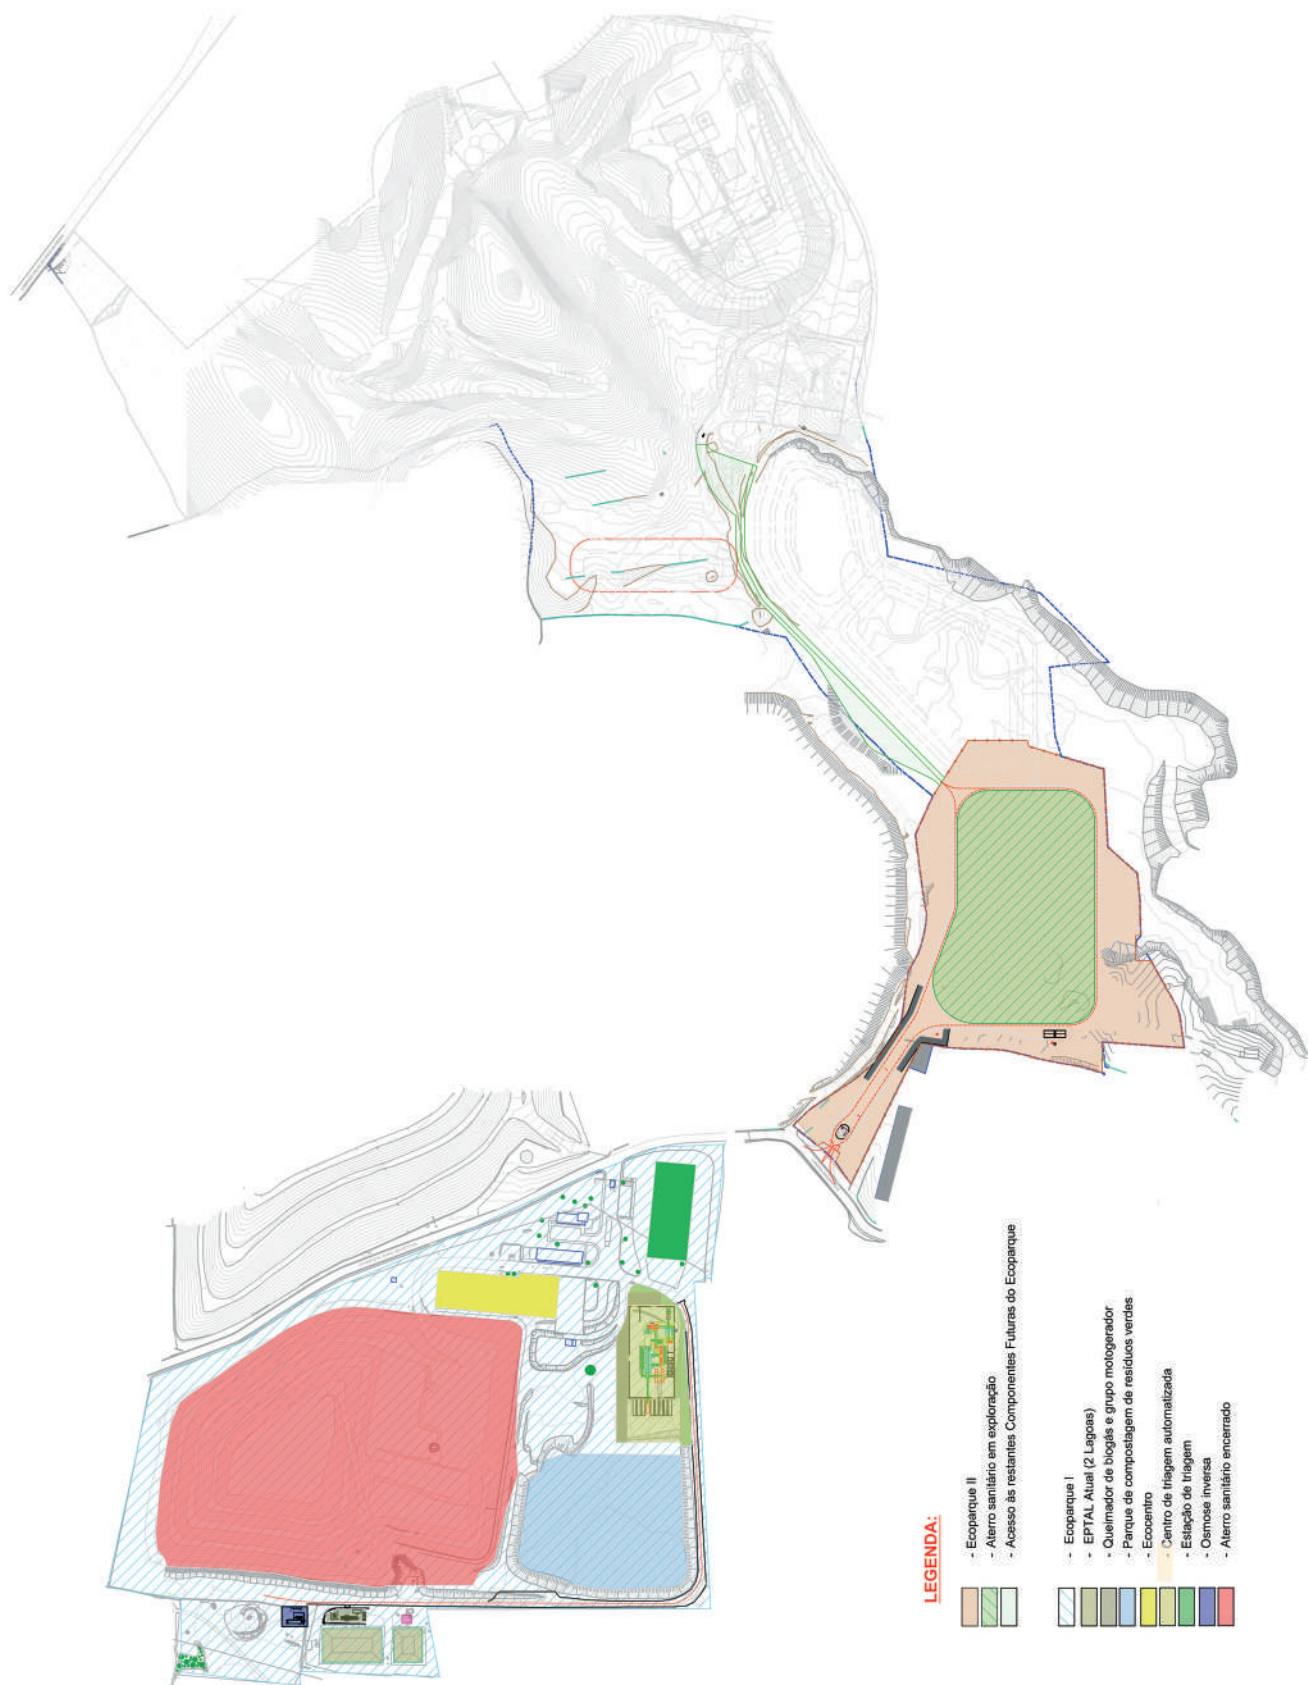 LEGENDA:
- Ecoparque II
- Aterro sanitário em exploração
- Acesso às restantes Componentes Futuras do Ecoparque
- Ecoparque I
- EPTAL Atual (2 Lagoas)
- Queimador de biogás e grupo motogerador
- Parque de compostagem de resíduos verdes
- Ecocentro
- Centro de triagem automatizada
- Estação de triagem
- Osmose inversa
- Aterro sanitário encerrado